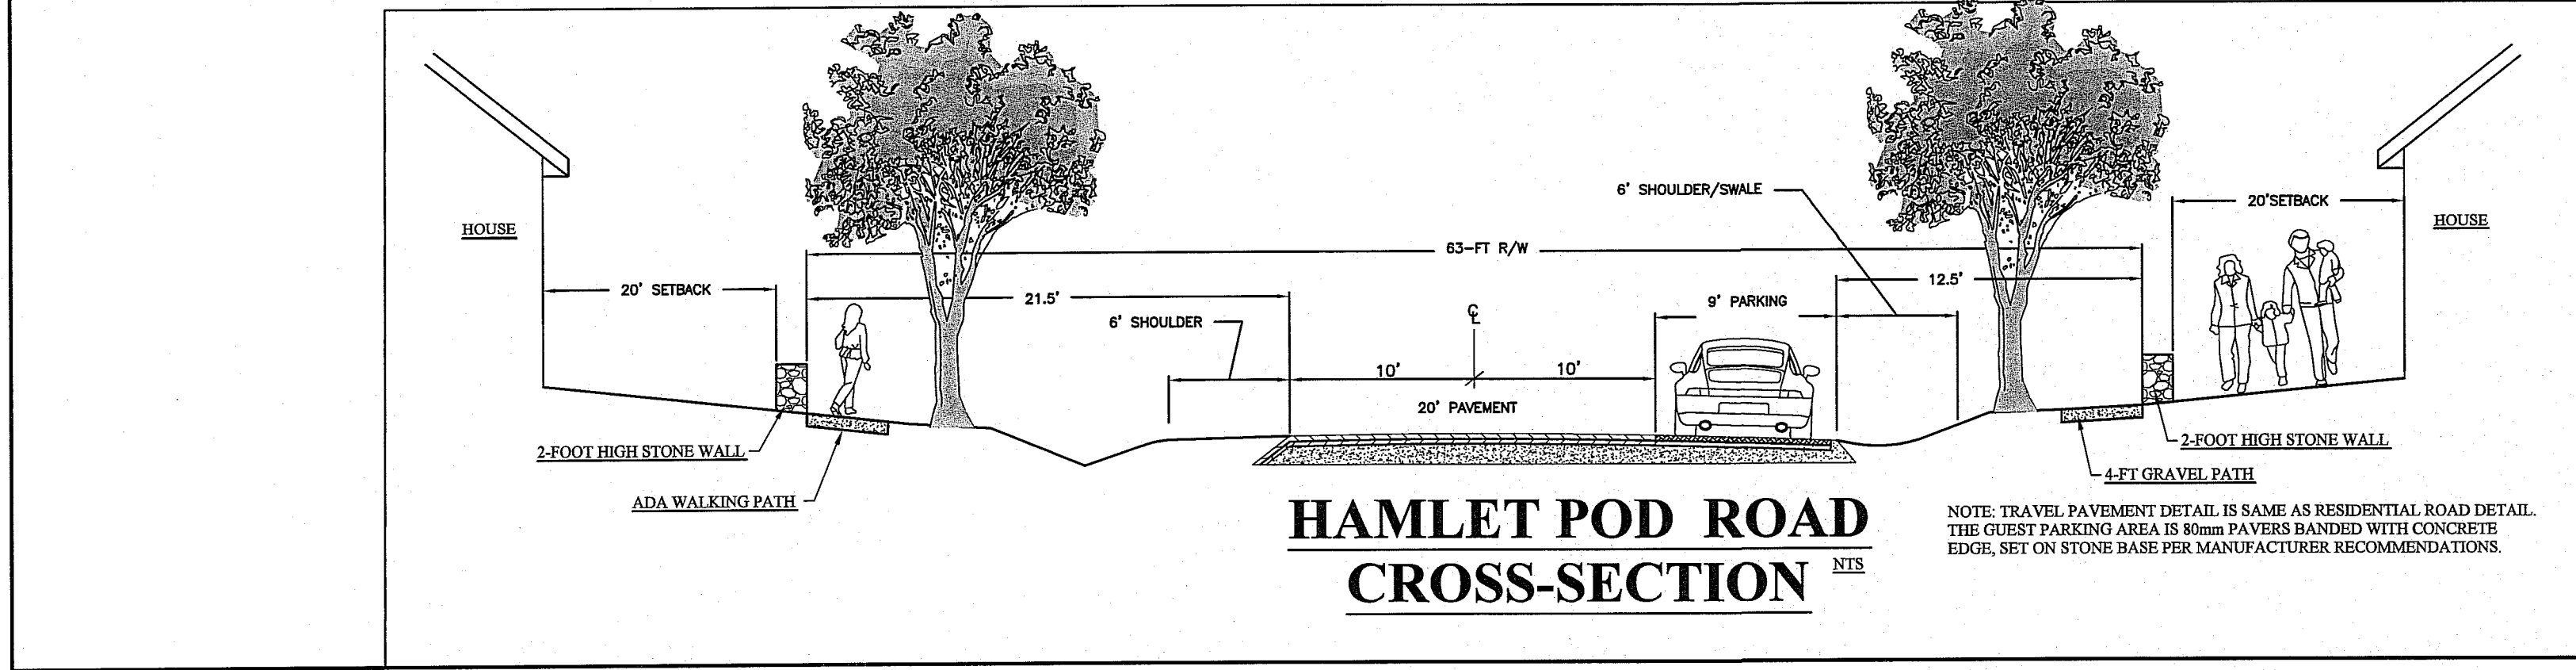 6' SHOULDER/SWALE
20'SETBACK
HOUSE
HOUSE
63-FT R/W
12.5'
20' SETBACK
21.5'
9' PARKING
6' SHOULDER
℄
10'
10'
20' PAVEMENT
2-FOOT HIGH STONE WALL
2-FOOT HIGH STONE WALL
4-FT GRAVEL PATH
ADA WALKING PATH
HAMLET POD ROAD
CROSS-SECTION
NTS
NOTE: TRAVEL PAVEMENT DETAIL IS SAME AS RESIDENTIAL ROAD DETAIL.
THE GUEST PARKING AREA IS 80mm PAVERS BANDED WITH CONCRETE
EDGE, SET ON STONE BASE PER MANUFACTURER RECOMMENDATIONS.